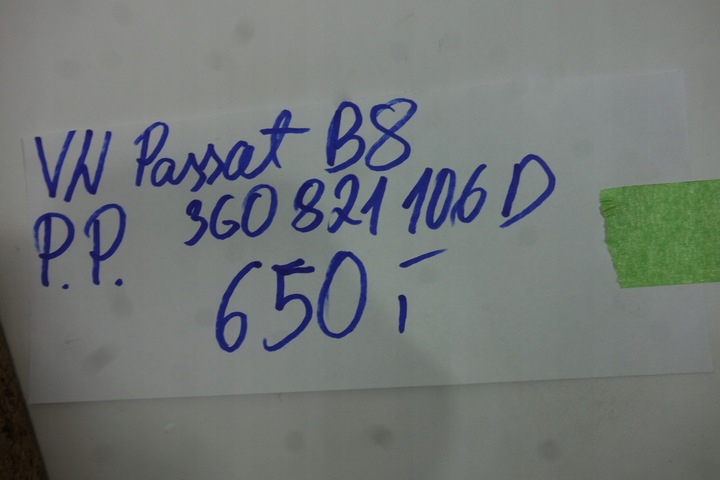 VW Passat B8
P.P. 3G0 821 106 D
650,-